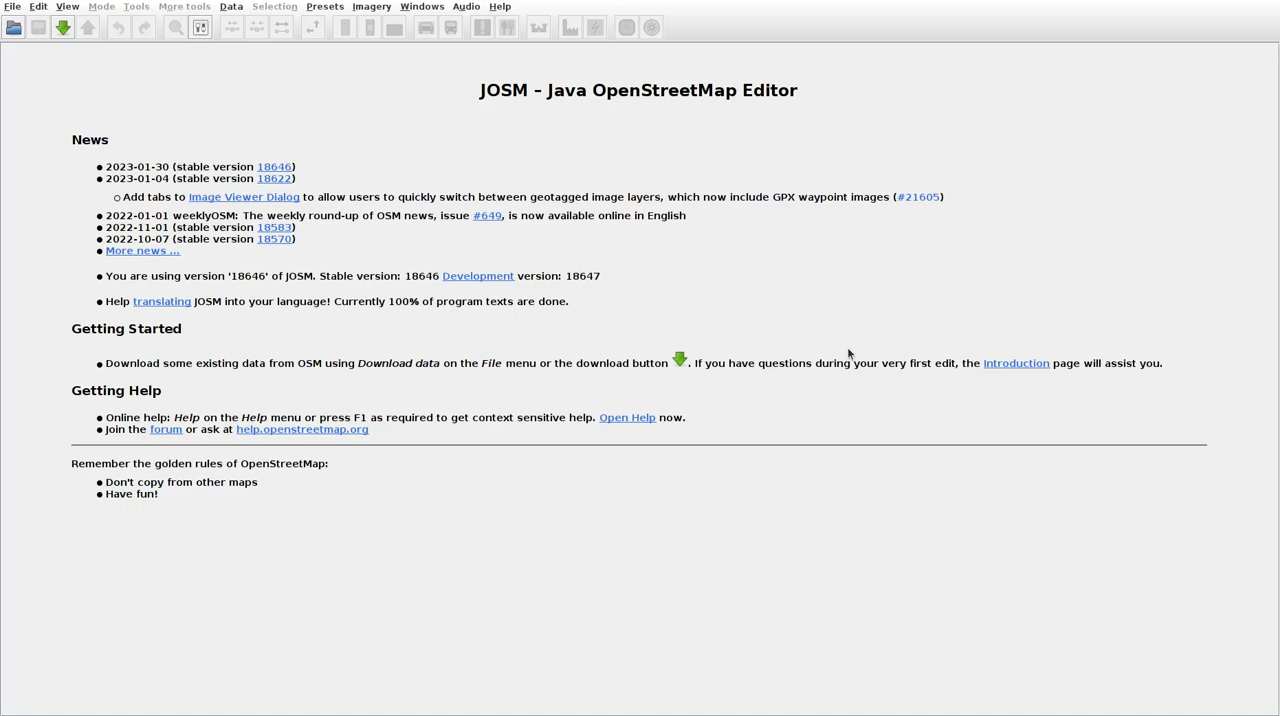 File Edit View Mode Tools More tools Data Selection Presets Imagery Windows Audio Help
JOSM – Java OpenStreetMap Editor
News
2023-01-30 (stable version 18646)
2023-01-04 (stable version 18622)
Add tabs to Image Viewer Dialog to allow users to quickly switch between geotagged image layers, which now include GPX waypoint images (#21605)
2022-01-01 weeklyOSM: The weekly round-up of OSM news, issue #649, is now available online in English
2022-11-01 (stable version 18583)
2022-10-07 (stable version 18570)
More news ...
You are using version '18646' of JOSM. Stable version: 18646 Development version: 18647
Help translating JOSM into your language! Currently 100% of program texts are done.
Getting Started
Download some existing data from OSM using Download data on the File menu or the download button . If you have questions during your very first edit, the Introduction page will assist you.
Getting Help
Online help: Help on the Help menu or press F1 as required to get context sensitive help. Open Help now.
Join the forum or ask at help.openstreetmap.org
Remember the golden rules of OpenStreetMap:
Don't copy from other maps
Have fun!